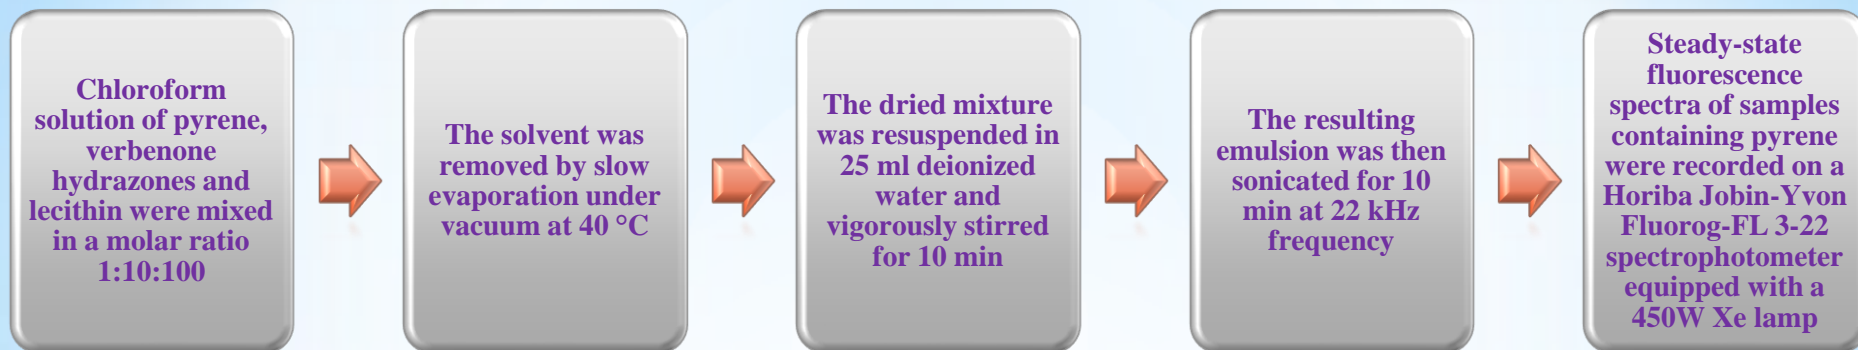 Chloroform
solution of pyrene,
verbenone
hydrazones and
lecithin were mixed
in a molar ratio
1:10:100
The solvent was
removed by slow
evaporation under
vacuum at 40 °C
The dried mixture
was resuspended in
25 ml deionized
water and
vigorously stirred
for 10 min
The resulting
emulsion was then
sonicated for 10
min at 22 kHz
frequency
Steady-state
fluorescence
spectra of samples
containing pyrene
were recorded on a
Horiba Jobin-Yvon
Fluorog-FL 3-22
spectrophotometer
equipped with a
450W Xe lamp